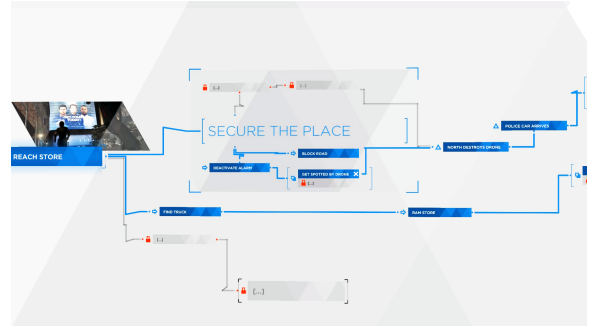 [...]
[...]
SECURE THE PLACE
POLICE CAR ARRIVES
NORTH DESTROYS DRONE
BLOCK ROAD
REACH STORE
REACTIVATE ALARM
GET SPOTTED BY DRONE
[...]
FIND TRUCK
RAM STORE
[...]
[...]